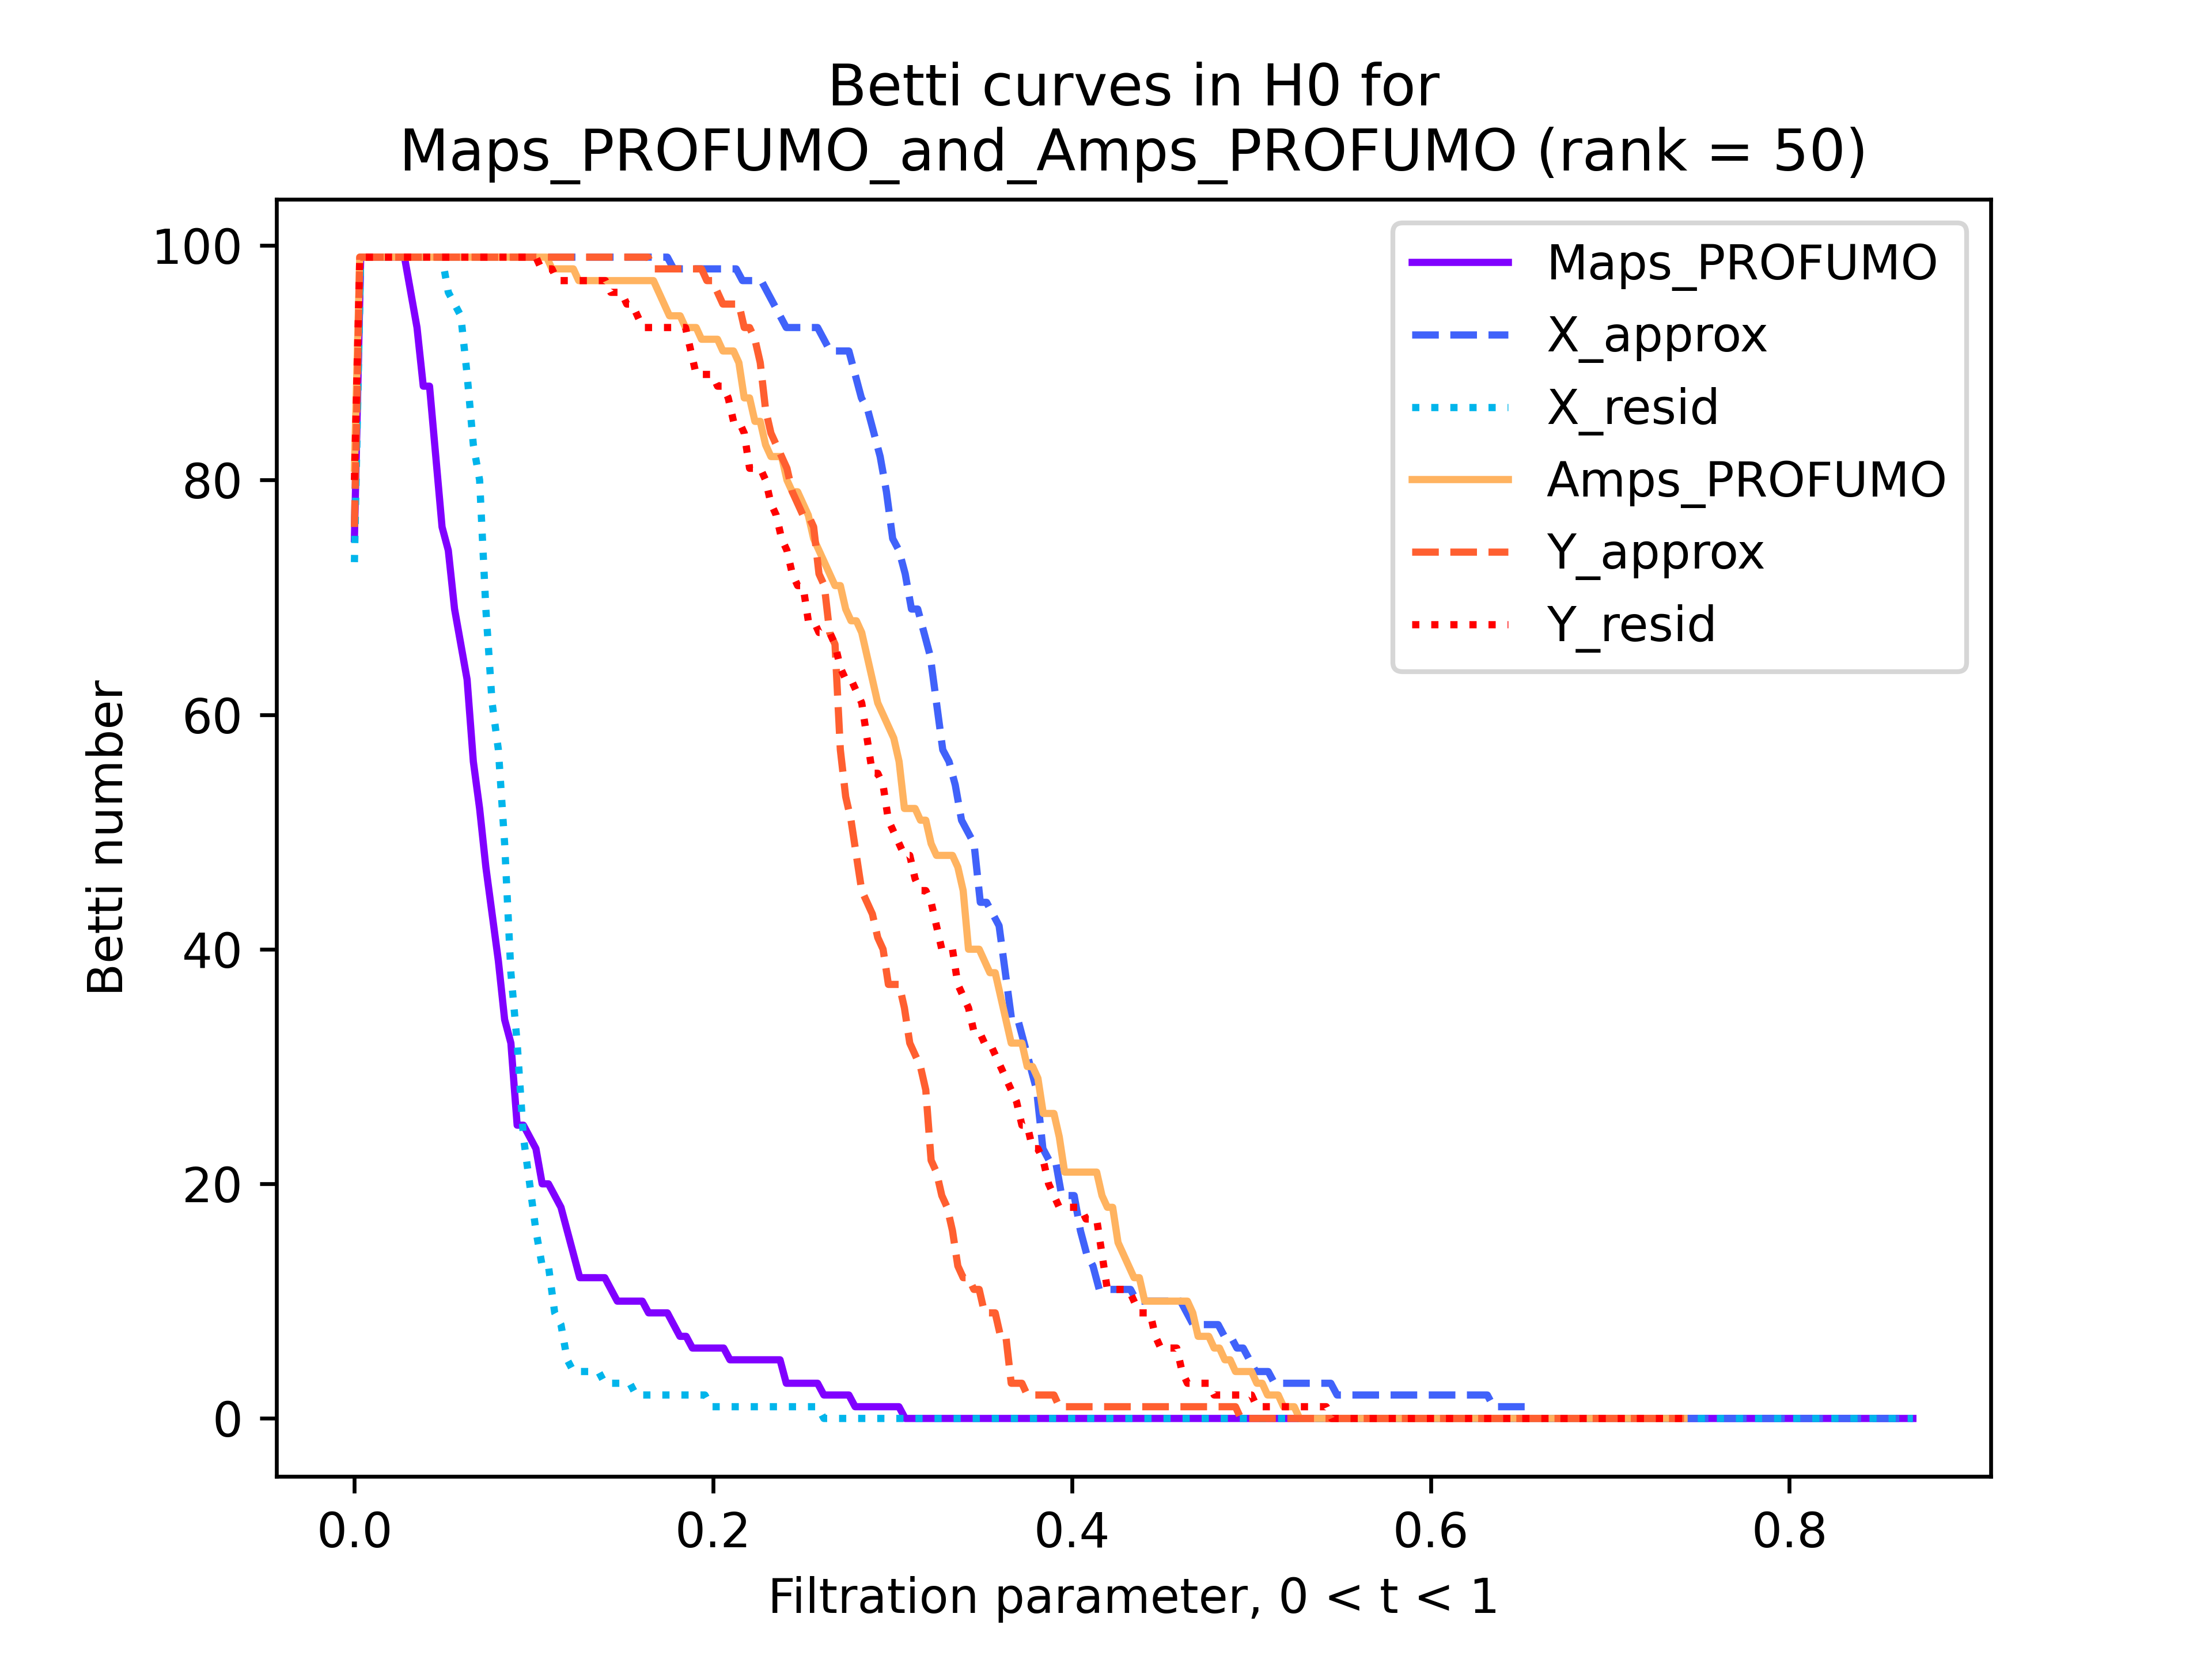 Betti curves in H0 for
Maps_PROFUMO_and_Amps_PROFUMO (rank = 50)
100
80
60
40
20
0
Betti number
Maps_PROFUMO
X_approx
X_resid
Amps_PROFUMO
Y_approx
Y_resid
0.0 0.2 0.4 0.6 0.8
Filtration parameter, 0 < t < 1